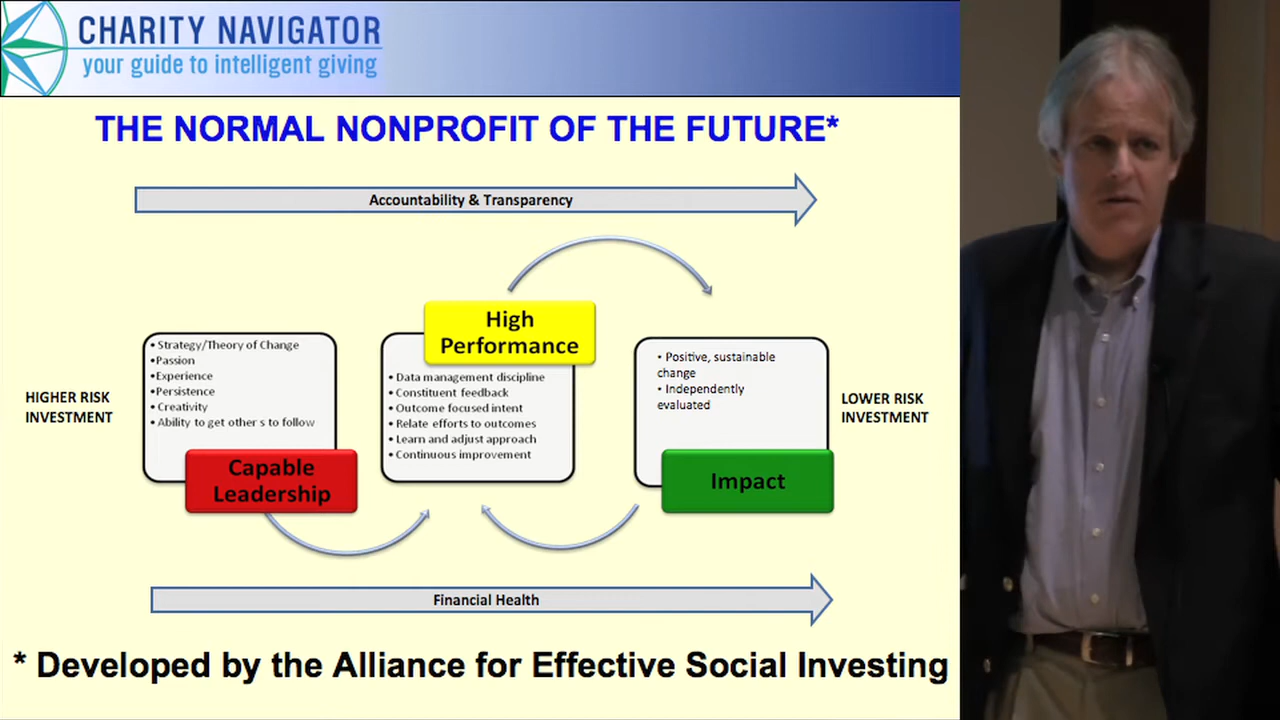 CHARITY NAVIGATOR
your guide to intelligent giving
THE NORMAL NONPROFIT OF THE FUTURE*
Accountability & Transparency
HIGHER RISK
INVESTMENT
• Strategy/Theory of Change
• Passion
• Experience
• Persistence
• Creativity
• Ability to get other s to follow
Capable
Leadership
High
Performance
• Data management discipline
• Constituent feedback
• Outcome focused intent
• Relate efforts to outcomes
• Learn and adjust approach
• Continuous improvement
• Positive, sustainable
change
• Independently
evaluated
Impact
LOWER RISK
INVESTMENT
Financial Health
* Developed by the Alliance for Effective Social Investing